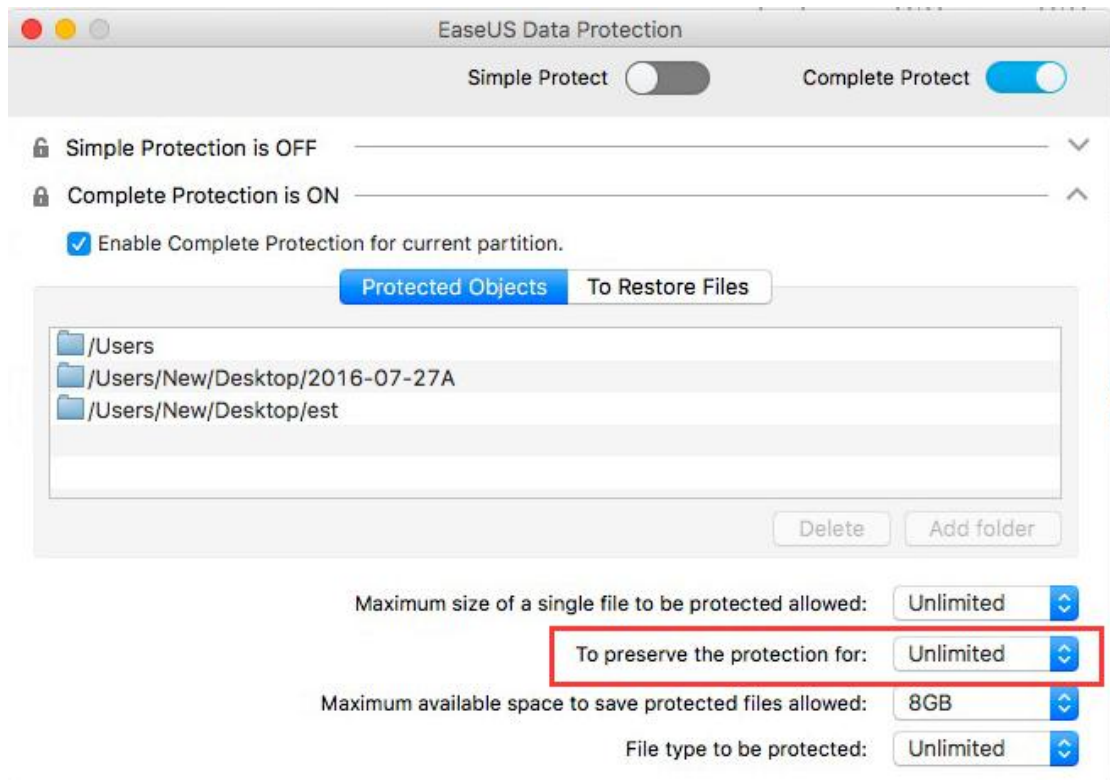 EaseUS Data Protection
Simple Protect Complete Protect
Simple Protection is OFF
Complete Protection is ON
Enable Complete Protection for current partition.
Protected Objects To Restore Files
/Users
/Users/New/Desktop/2016-07-27A
/Users/New/Desktop/est
Delete Add folder
Maximum size of a single file to be protected allowed: Unlimited
To preserve the protection for: Unlimited
Maximum available space to save protected files allowed: 8GB
File type to be protected: Unlimited